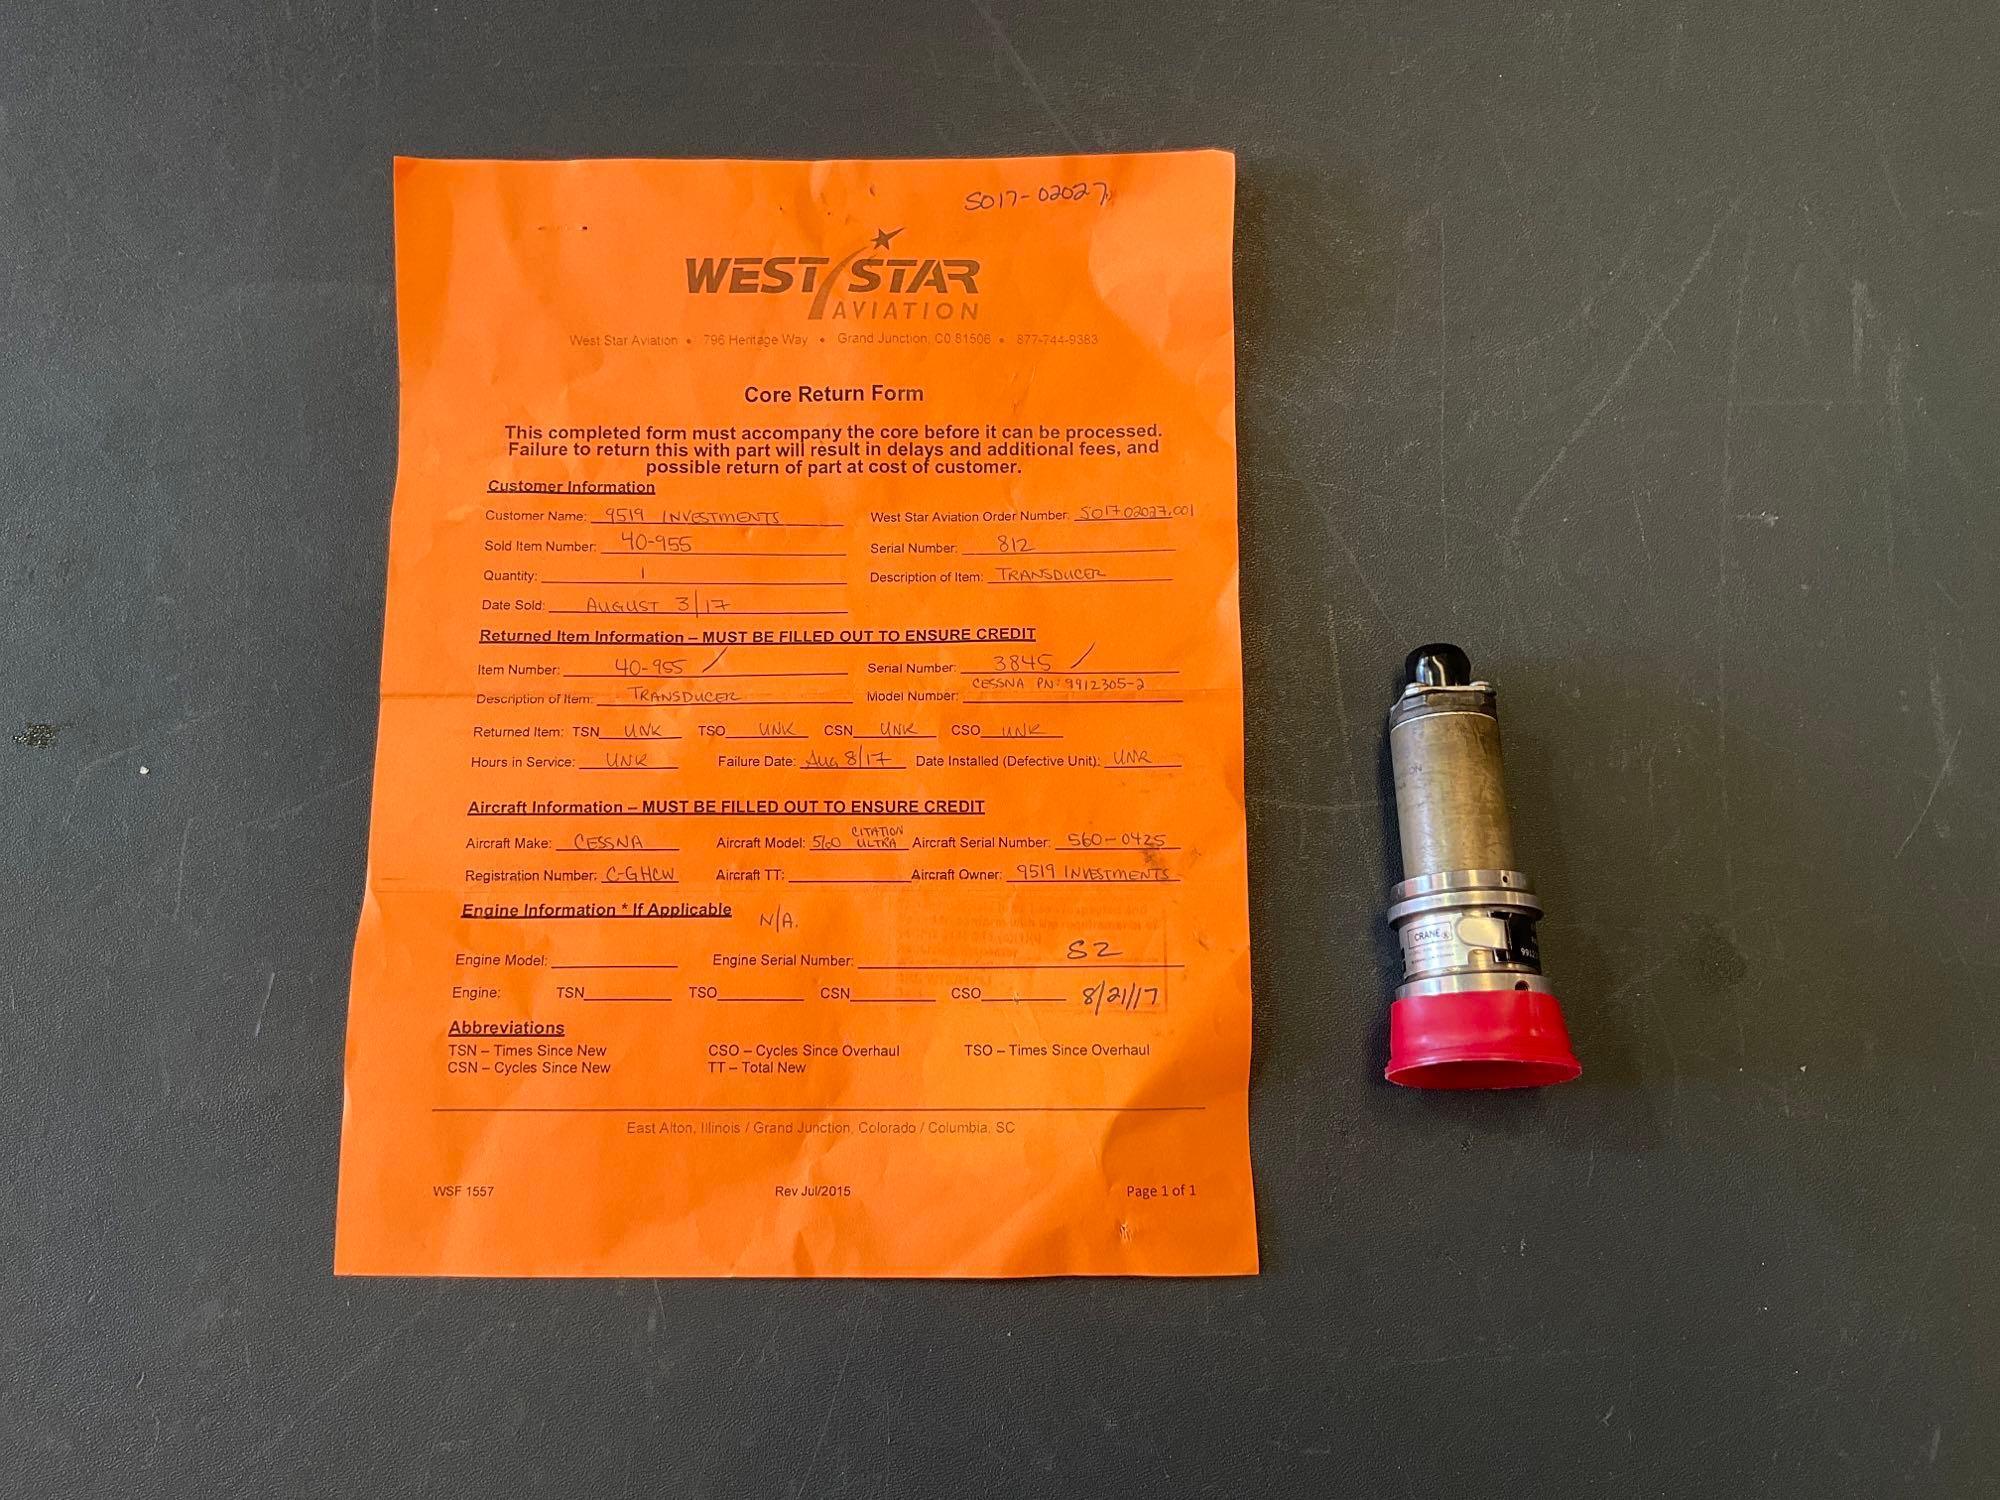 SO17-02027
WEST STAR
AVIATION
West Star Aviation • 796 Heritage Way • Grand Junction, C0 81506 • 877-744-9383
Core Return Form
This completed form must accompany the core before it can be processed.
Failure to return this with part will result in delays and additional fees, and
possible return of part at cost of customer.
Customer Information
Customer Name: 9519 INVESTMENTS West Star Aviation Order Number: SO1702027.001
Sold Item Number: 40-955 Serial Number: 812
Quantity: 1 Description of Item: TRANSDUCER
Date Sold: AUGUST 3/17
Returned Item Information – MUST BE FILLED OUT TO ENSURE CREDIT
Item Number: 40-955 / Serial Number: 3845 /
Description of Item: TRANSDUCER Model Number: CESSNA PN: 9912305-2
Returned Item: TSN UNK TSO UNK CSN UNK CSO UNK
Hours in Service: UNK Failure Date: AUG 8/17 Date Installed (Defective Unit): UNK
Aircraft Information – MUST BE FILLED OUT TO ENSURE CREDIT
Aircraft Make: CESSNA Aircraft Model: 560 CITATION ULTRA Aircraft Serial Number: 560-0425
Registration Number: C-GHCW Aircraft TT: Aircraft Owner: 9519 INVESTMENTS
Engine Information * If Applicable N/A.
Engine Model: Engine Serial Number: S2
Engine: TSN TSO CSN CSO 8/21/17
Abbreviations
TSN – Times Since New CSO – Cycles Since Overhaul TSO – Times Since Overhaul
CSN – Cycles Since New TT – Total New
East Alton, Illinois / Grand Junction, Colorado / Columbia, SC
WSF 1557 Rev Jul/2015 Page 1 of 1
CRANE